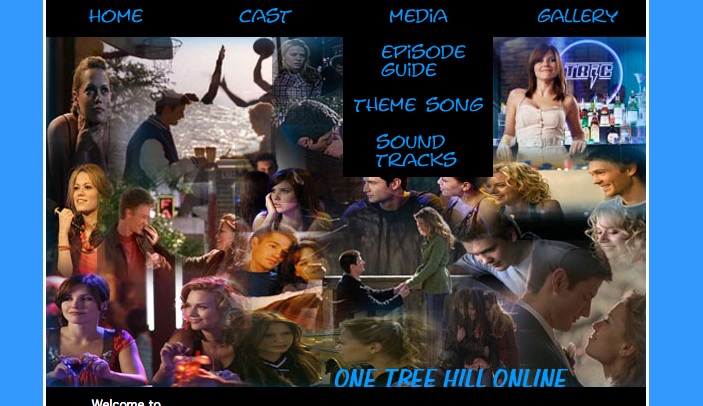 HOME CAST MEDIA GALLERY
EPISODE
GUIDE
THEME SONG
SOUND
TRACKS
TRIC
ONE TREE HILL ONLINE
Welcome to